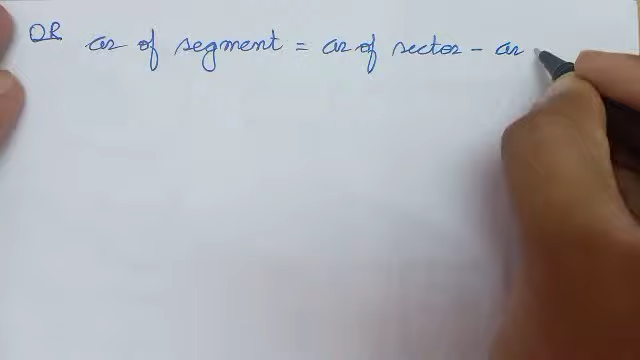 OR ar of segment = ar of sector - ar